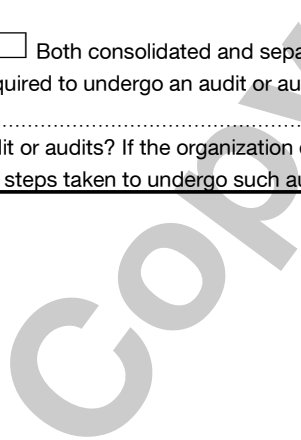 Both consolidated and sepa
quired to undergo an audit or au
dit or audits? If the organization
steps taken to undergo such au
Copy